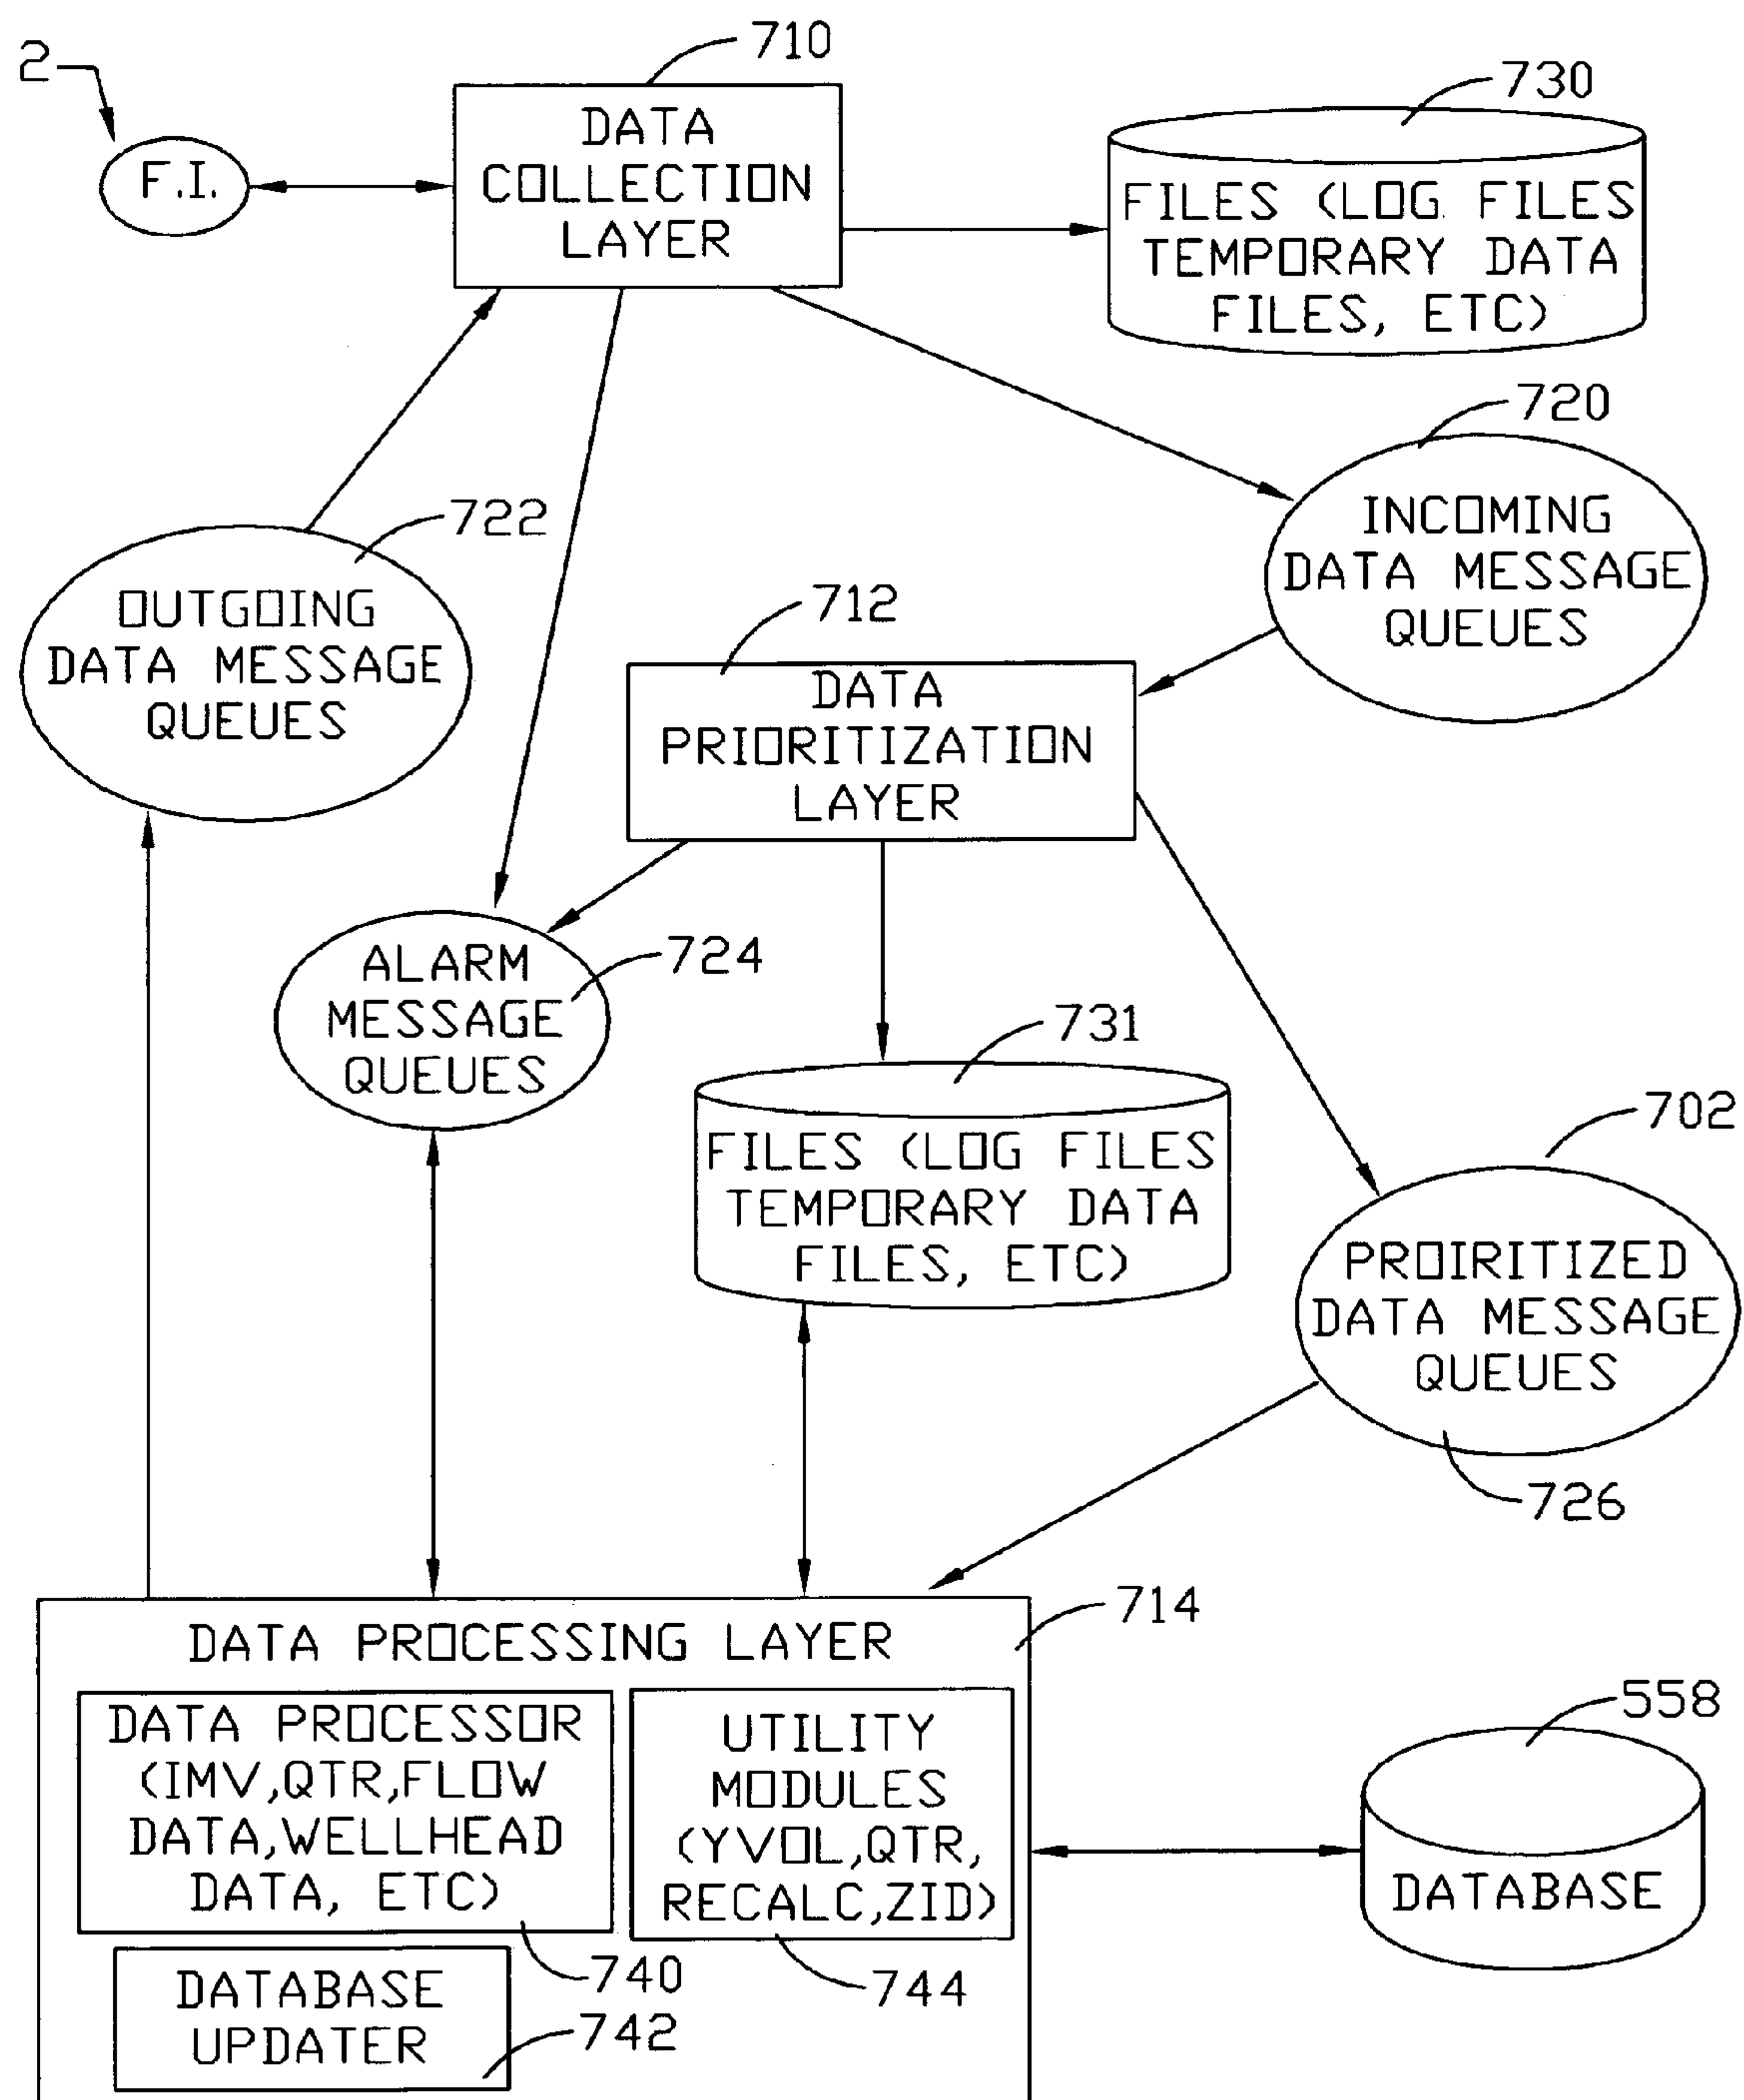 710
2
730
DATA
COLLECTION
LAYER
F.I.
FILES (LOG FILES
TEMPORARY DATA
FILES, ETC)
720
INCOMING
DATA MESSAGE
QUEUES
722
OUTGOING
DATA MESSAGE
QUEUES
712
DATA
PRIORITIZATION
LAYER
724
ALARM
MESSAGE
QUEUES
731
FILES (LOG FILES
TEMPORARY DATA
FILES, ETC)
702
PROIRITIZED
DATA MESSAGE
QUEUES
726
714
DATA PROCESSING LAYER
DATA PROCESSOR
(IMV,QTR,FLOW
DATA,WELLHEAD
DATA, ETC)
740
UTILITY
MODULES
(YVOL,QTR,
RECALC,ZID)
744
DATABASE
UPDATER
742
558
DATABASE